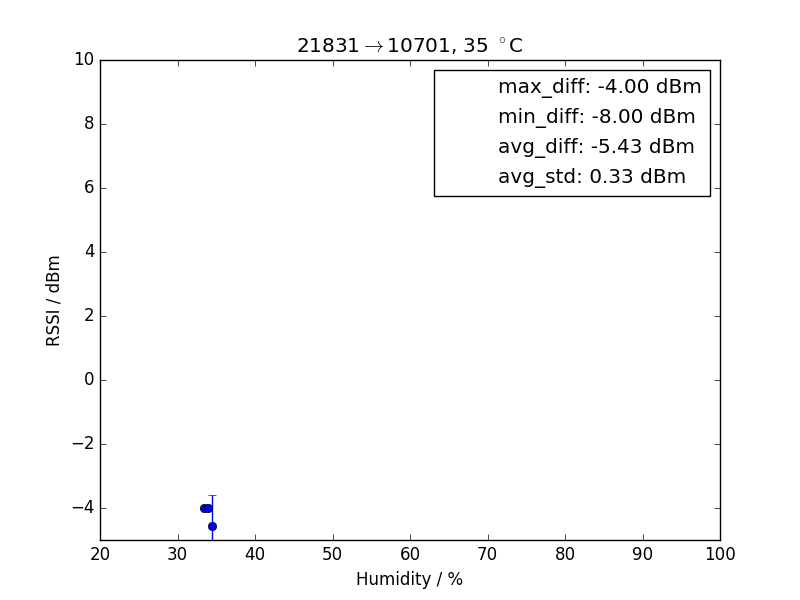 21831→10701, 35 °C
max_diff: -4.00 dBm
min_diff: -8.00 dBm
avg_diff: -5.43 dBm
avg_std: 0.33 dBm
10
8
6
4
2
0
−2
−4
RSSI / dBm
20 30 40 50 60 70 80 90 100
Humidity / %